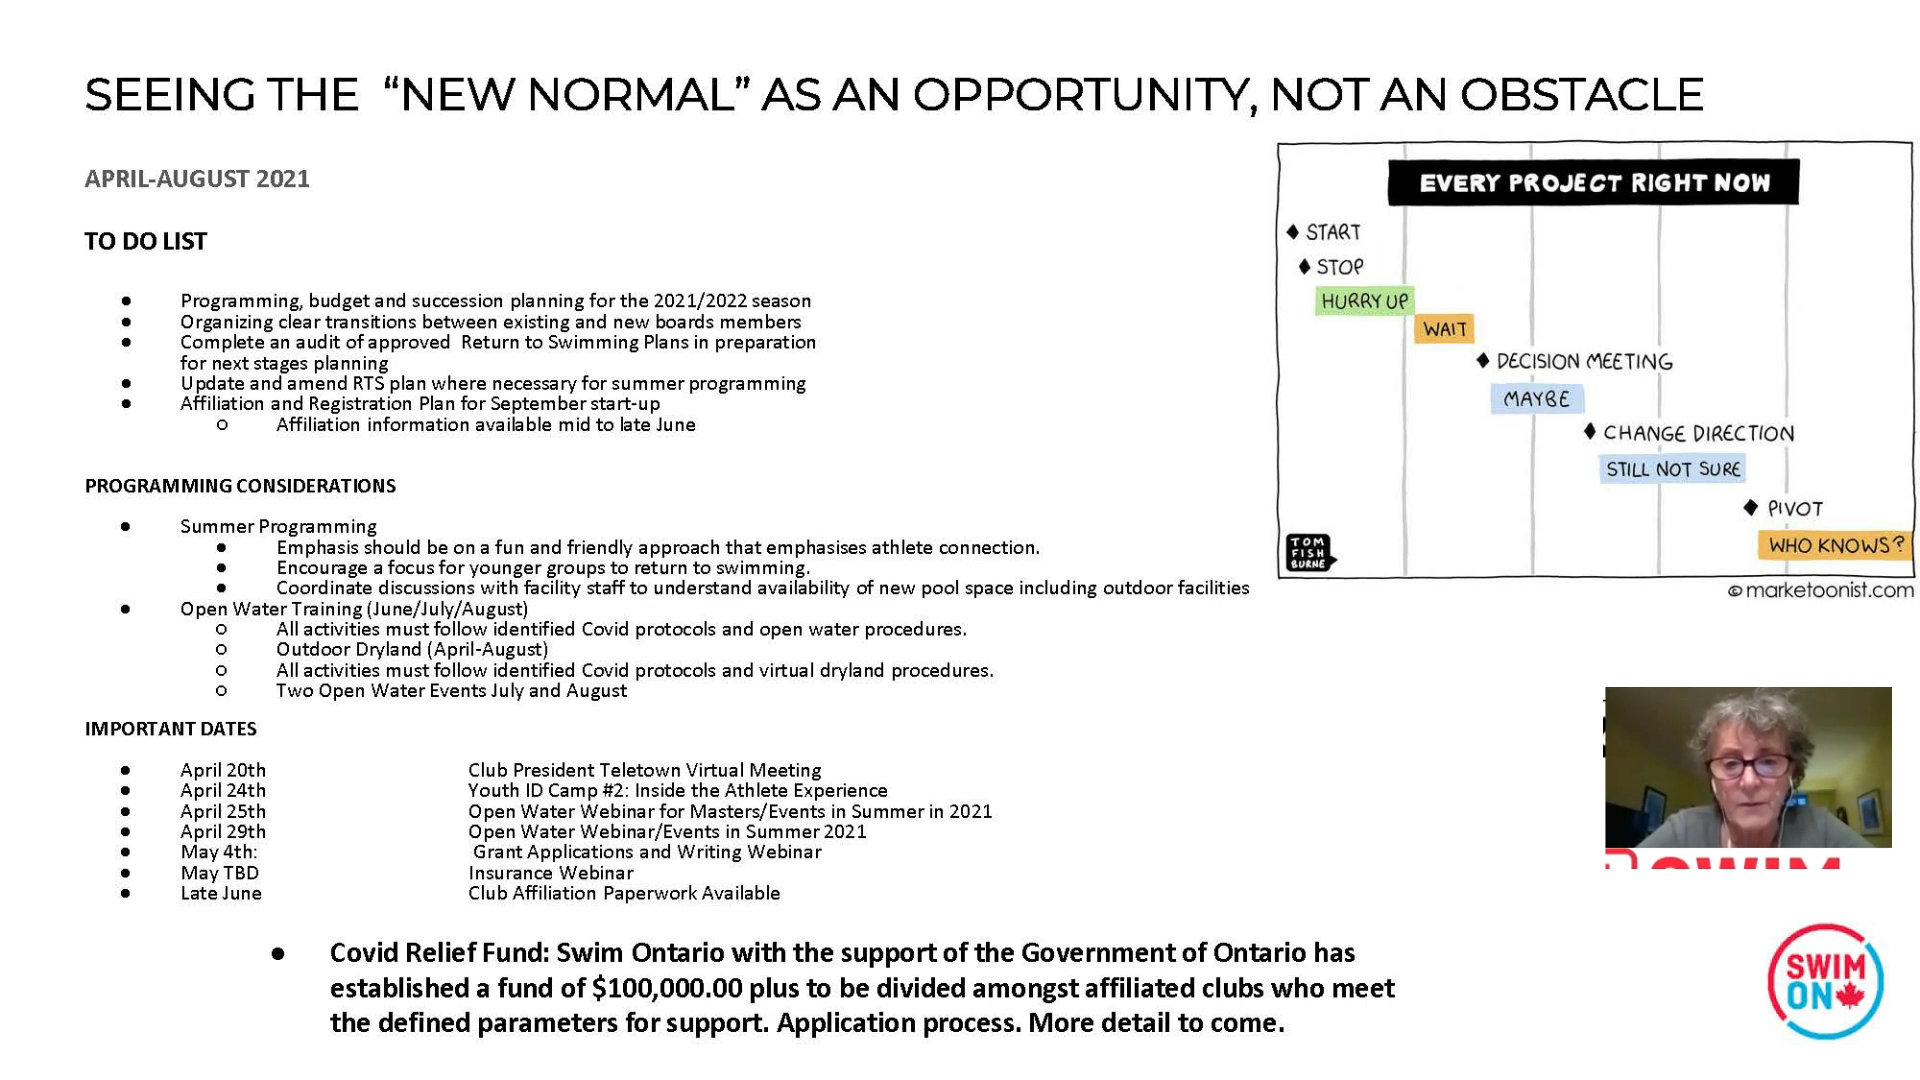 SEEING THE “NEW NORMAL” AS AN OPPORTUNITY, NOT AN OBSTACLE
APRIL-AUGUST 2021
TO DO LIST
● Programming, budget and succession planning for the 2021/2022 season
● Organizing clear transitions between existing and new boards members
● Complete an audit of approved Return to Swimming Plans in preparation
for next stages planning
● Update and amend RTS plan where necessary for summer programming
● Affiliation and Registration Plan for September start-up
○ Affiliation information available mid to late June
PROGRAMMING CONSIDERATIONS
● Summer Programming
● Emphasis should be on a fun and friendly approach that emphasises athlete connection.
● Encourage a focus for younger groups to return to swimming.
● Coordinate discussions with facility staff to understand availability of new pool space including outdoor facilities
● Open Water Training (June/July/August)
○ All activities must follow identified Covid protocols and open water procedures.
○ Outdoor Dryland (April-August)
○ All activities must follow identified Covid protocols and virtual dryland procedures.
○ Two Open Water Events July and August
IMPORTANT DATES
● April 20th Club President Teletown Virtual Meeting
● April 24th Youth ID Camp #2: Inside the Athlete Experience
● April 25th Open Water Webinar for Masters/Events in Summer in 2021
● April 29th Open Water Webinar/Events in Summer 2021
● May 4th: Grant Applications and Writing Webinar
● May TBD Insurance Webinar
● Late June Club Affiliation Paperwork Available
● Covid Relief Fund: Swim Ontario with the support of the Government of Ontario has
established a fund of $100,000.00 plus to be divided amongst affiliated clubs who meet
the defined parameters for support. Application process. More detail to come.
EVERY PROJECT RIGHT NOW
◆ START
◆ STOP
HURRY UP
WAIT
◆ DECISION MEETING
MAYBE
◆ CHANGE DIRECTION
STILL NOT SURE
◆ PIVOT
WHO KNOWS?
TOM
FISH
BURNE
© marketoonist.com
SWIM
SWIM
ON